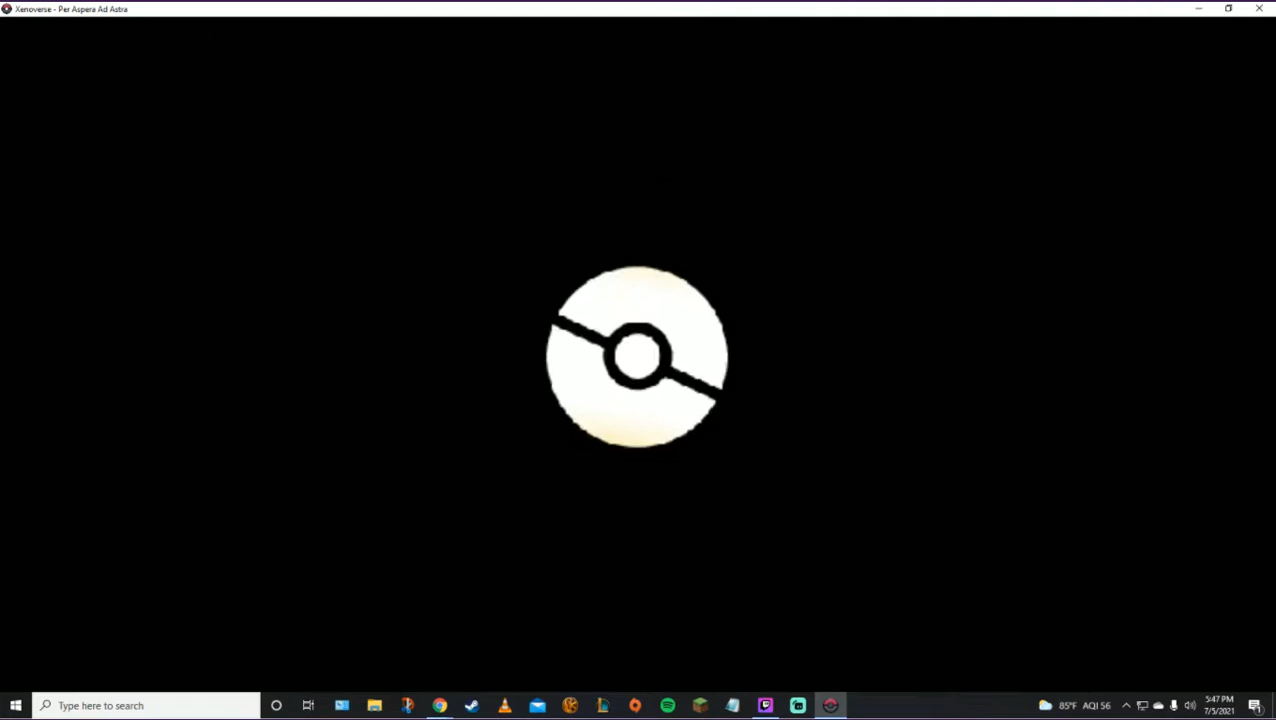 Xenoverse - Per Aspera Ad Astra
Type here to search
85°F AQI 56
5:47 PM
7/5/2021